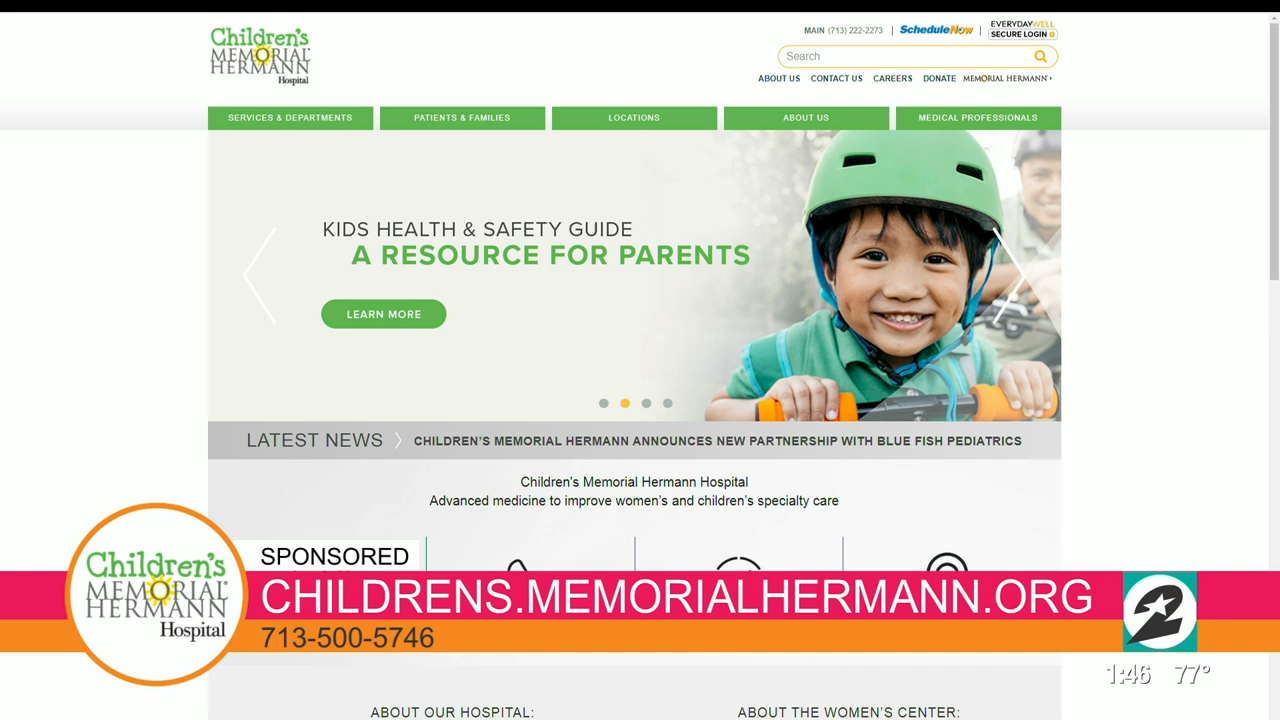 Children's
MEMORIAL
HERMANN
Hospital
MAIN (713) 222-2273 | ScheduleNow | EVERYDAYWELL
SECURE LOGIN
Search
ABOUT US CONTACT US CAREERS DONATE MEMORIAL HERMANN
SERVICES & DEPARTMENTS PATIENTS & FAMILIES LOCATIONS ABOUT US MEDICAL PROFESSIONALS
KIDS HEALTH & SAFETY GUIDE
A RESOURCE FOR PARENTS
LEARN MORE
LATEST NEWS CHILDREN'S MEMORIAL HERMANN ANNOUNCES NEW PARTNERSHIP WITH BLUE FISH PEDIATRICS
Children's Memorial Hermann Hospital
Advanced medicine to improve women's and children's specialty care
Children's
MEMORIAL
HERMANN
Hospital
SPONSORED
CHILDRENS.MEMORIALHERMANN.ORG
713-500-5746
2
1:46 77°
ABOUT OUR HOSPITAL: ABOUT THE WOMEN'S CENTER: